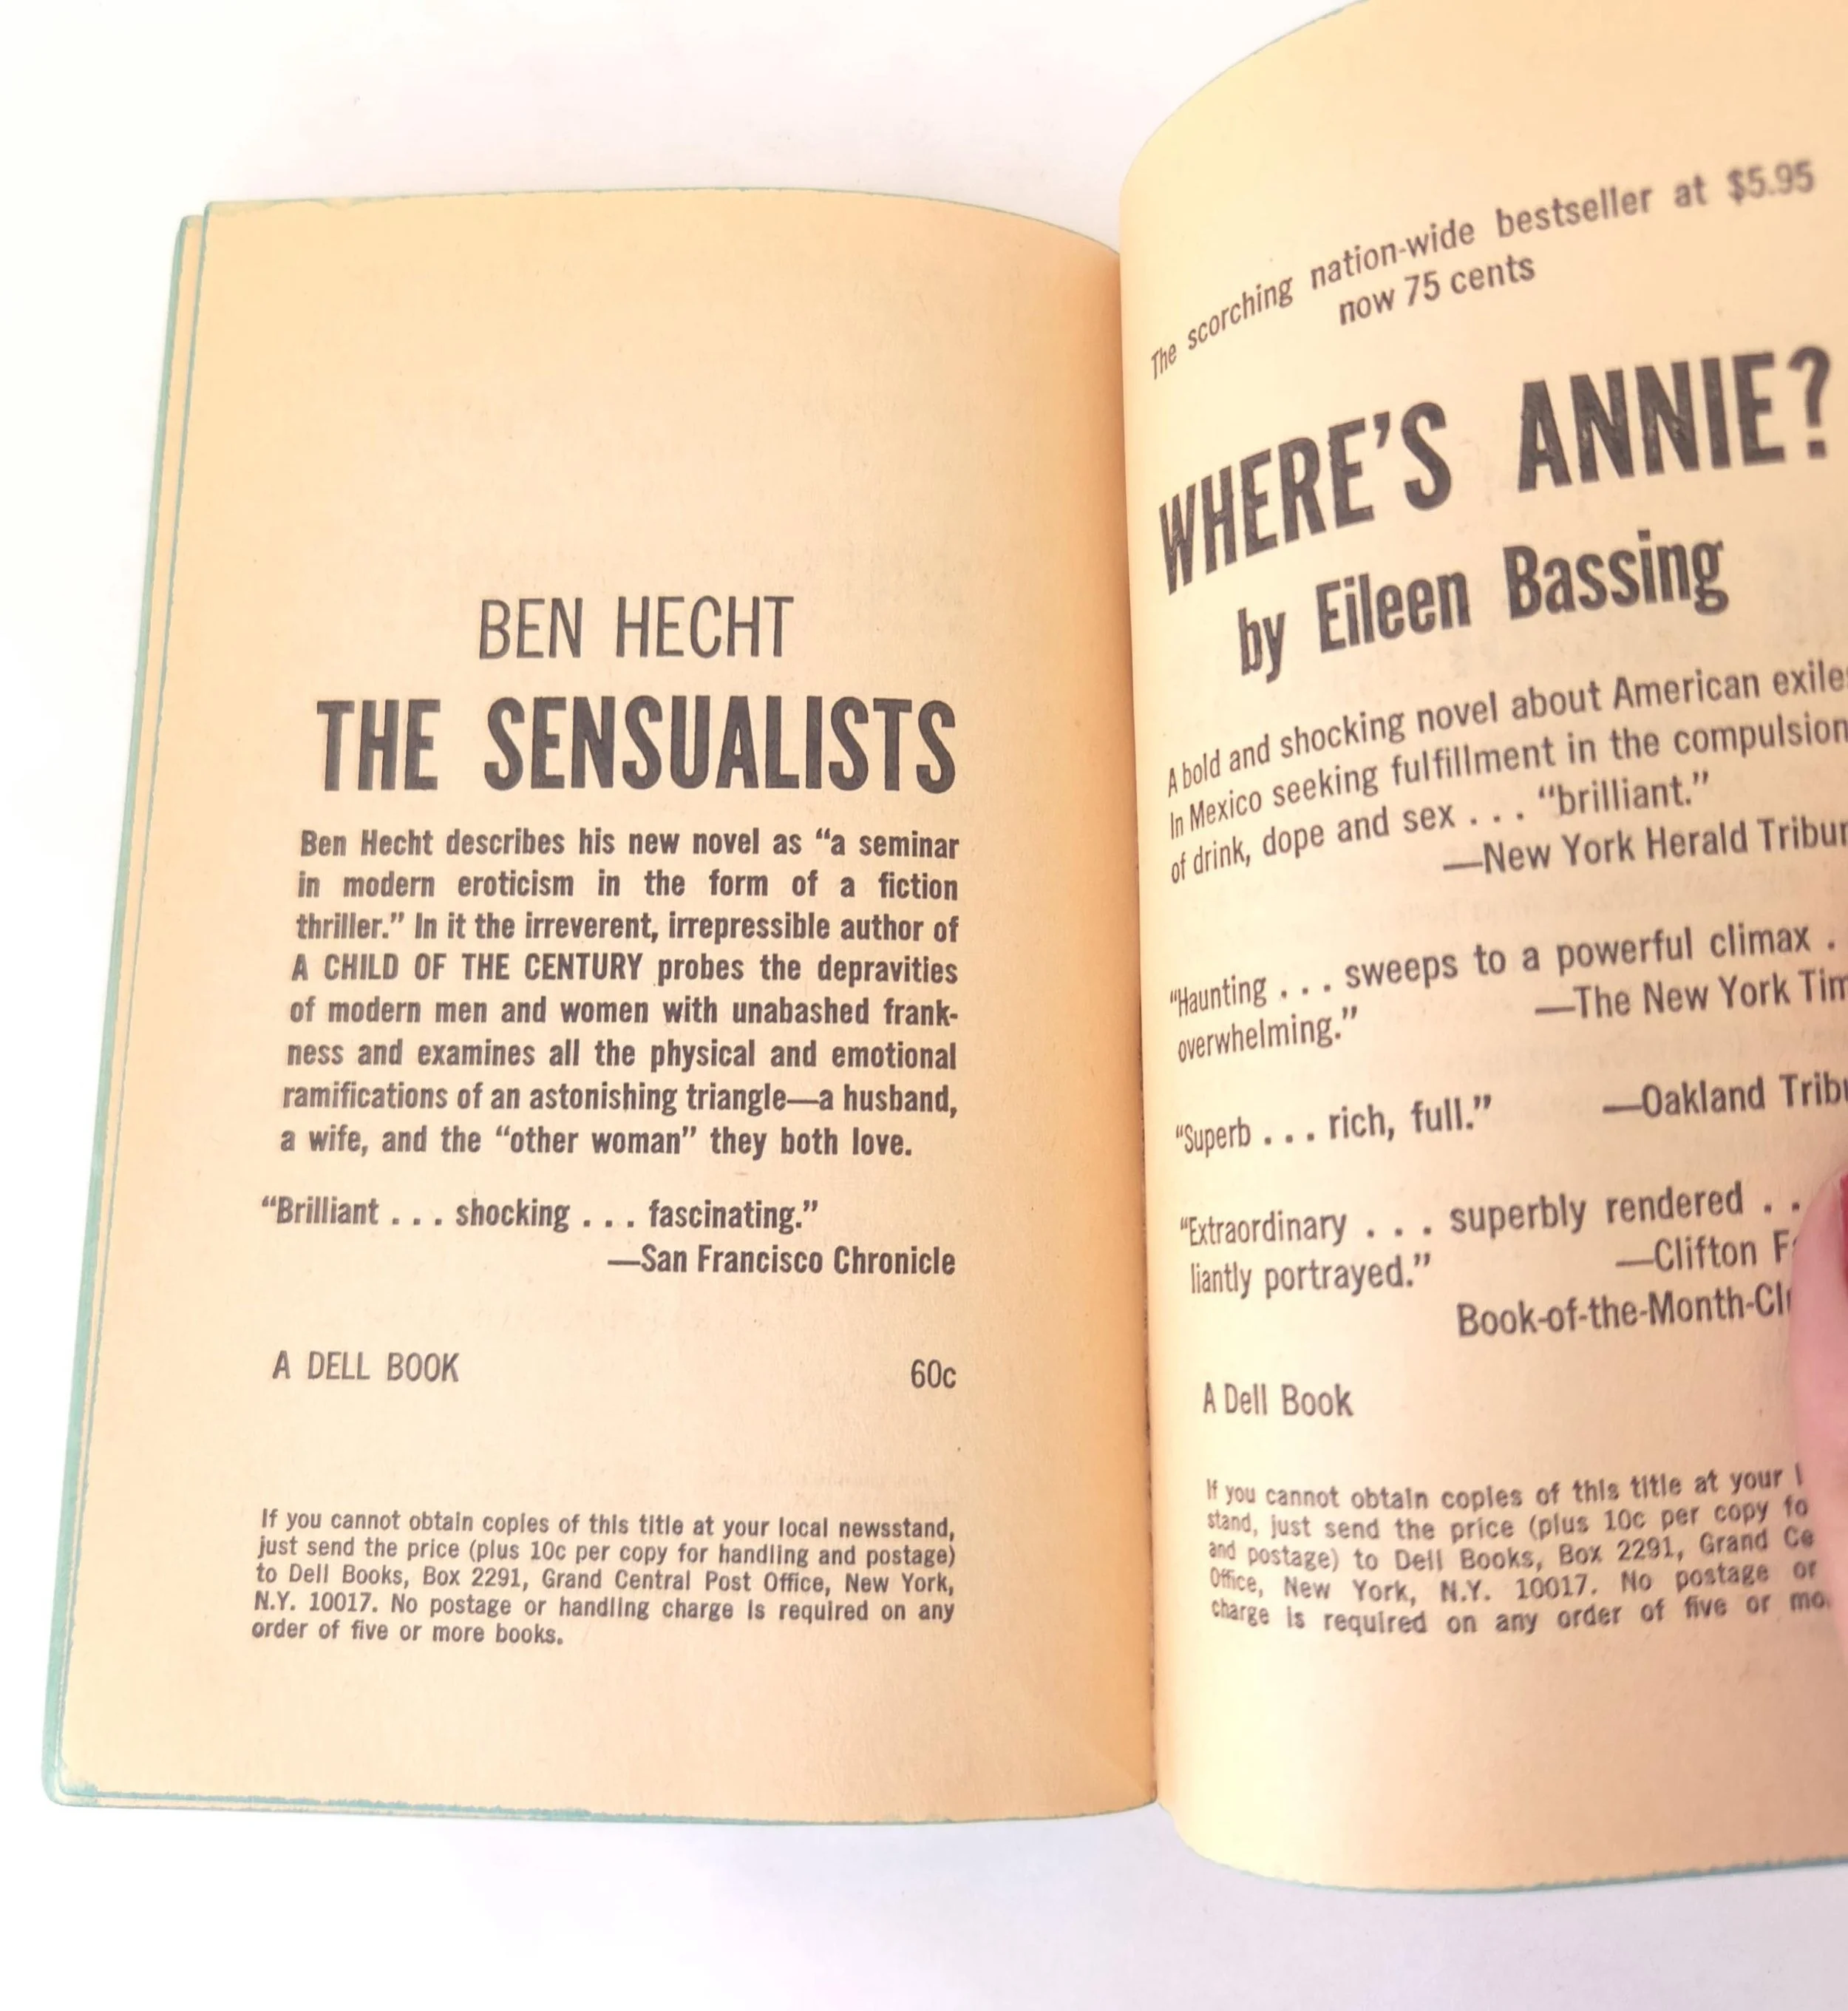 BEN HECHT
THE SENSUALISTS
Ben Hecht describes his new novel as “a seminar
in modern eroticism in the form of a fiction
thriller.” In it the irreverent, irrepressible author of
A CHILD OF THE CENTURY probes the depravities
of modern men and women with unabashed frank-
ness and examines all the physical and emotional
ramifications of an astonishing triangle—a husband,
a wife, and the “other woman” they both love.
“Brilliant . . . shocking . . . fascinating.”
—San Francisco Chronicle
A DELL BOOK 60c
If you cannot obtain copies of this title at your local newsstand,
just send the price (plus 10c per copy for handling and postage)
to Dell Books, Box 2291, Grand Central Post Office, New York,
N.Y. 10017. No postage or handling charge is required on any
order of five or more books.
The scorching nation-wide bestseller at $5.95
now 75 cents
WHERE’S ANNIE?
by Eileen Bassing
A bold and shocking novel about American
in Mexico seeking fulfillment in the
of drink, dope and sex . . . “brilliant.”
—New York Herald
“Haunting . . . sweeps to a powerful climax .
overwhelming.” —The New York
“Superb . . . rich, full.” —Oakland
“Extraordinary . . . superbly rendered . .
liantly portrayed.” —Clifton
Book-of-the-Month-
A Dell Book
If you cannot obtain copies of this title at your
stand, just send the price (plus 10c per copy
and postage) to Dell Books, Box 2291, Grand
Office, New York, N.Y. 10017. No postage or
charge is required on any order of five or